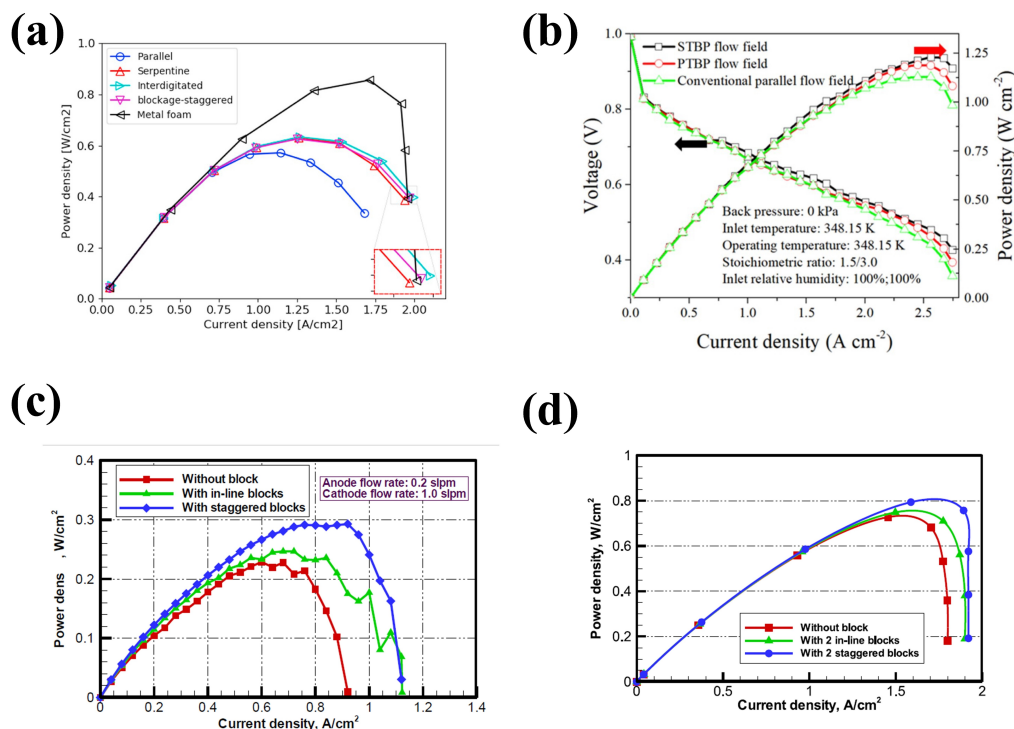 (a)
1.0
0.8
0.6
0.4
0.2
0.0
Power density [W/cm2]
Parallel
Serpentine
Interdigitated
blockage-staggered
Metal foam
0.00
0.25
0.50
0.75
1.00
1.25
1.50
1.75
2.00
Current density [A/cm2]
(b)
1.0
0.8
0.6
0.4
Voltage (V)
STBP flow field
PTBP flow field
Conventional parallel flow field
Back pressure: 0 kPa
Inlet temperature: 348.15 K
Operating temperature: 348.15 K
Stoichiometric ratio: 1.5/3.0
Inlet relative humidity: 100%;100%
1.25
1.00
0.75
0.50
0.25
0.00
Power density (W cm-2)
0.0
0.5
1.0
1.5
2.0
2.5
Current density (A cm-2)
(c)
0.4
0.3
0.2
0.1
0
Power dens , W/cm2
Without block
With in-line blocks
With staggered blocks
Anode flow rate: 0.2 slpm
Cathode flow rate: 1.0 slpm
0
0.2
0.4
0.6
0.8
1
1.2
1.4
Current density, A/cm2
(d)
1
0.8
0.6
0.4
0.2
0
Power density, W/cm2
Without block
With 2 in-line blocks
With 2 staggered blocks
0
0.5
1
1.5
2
Current density, A/cm2